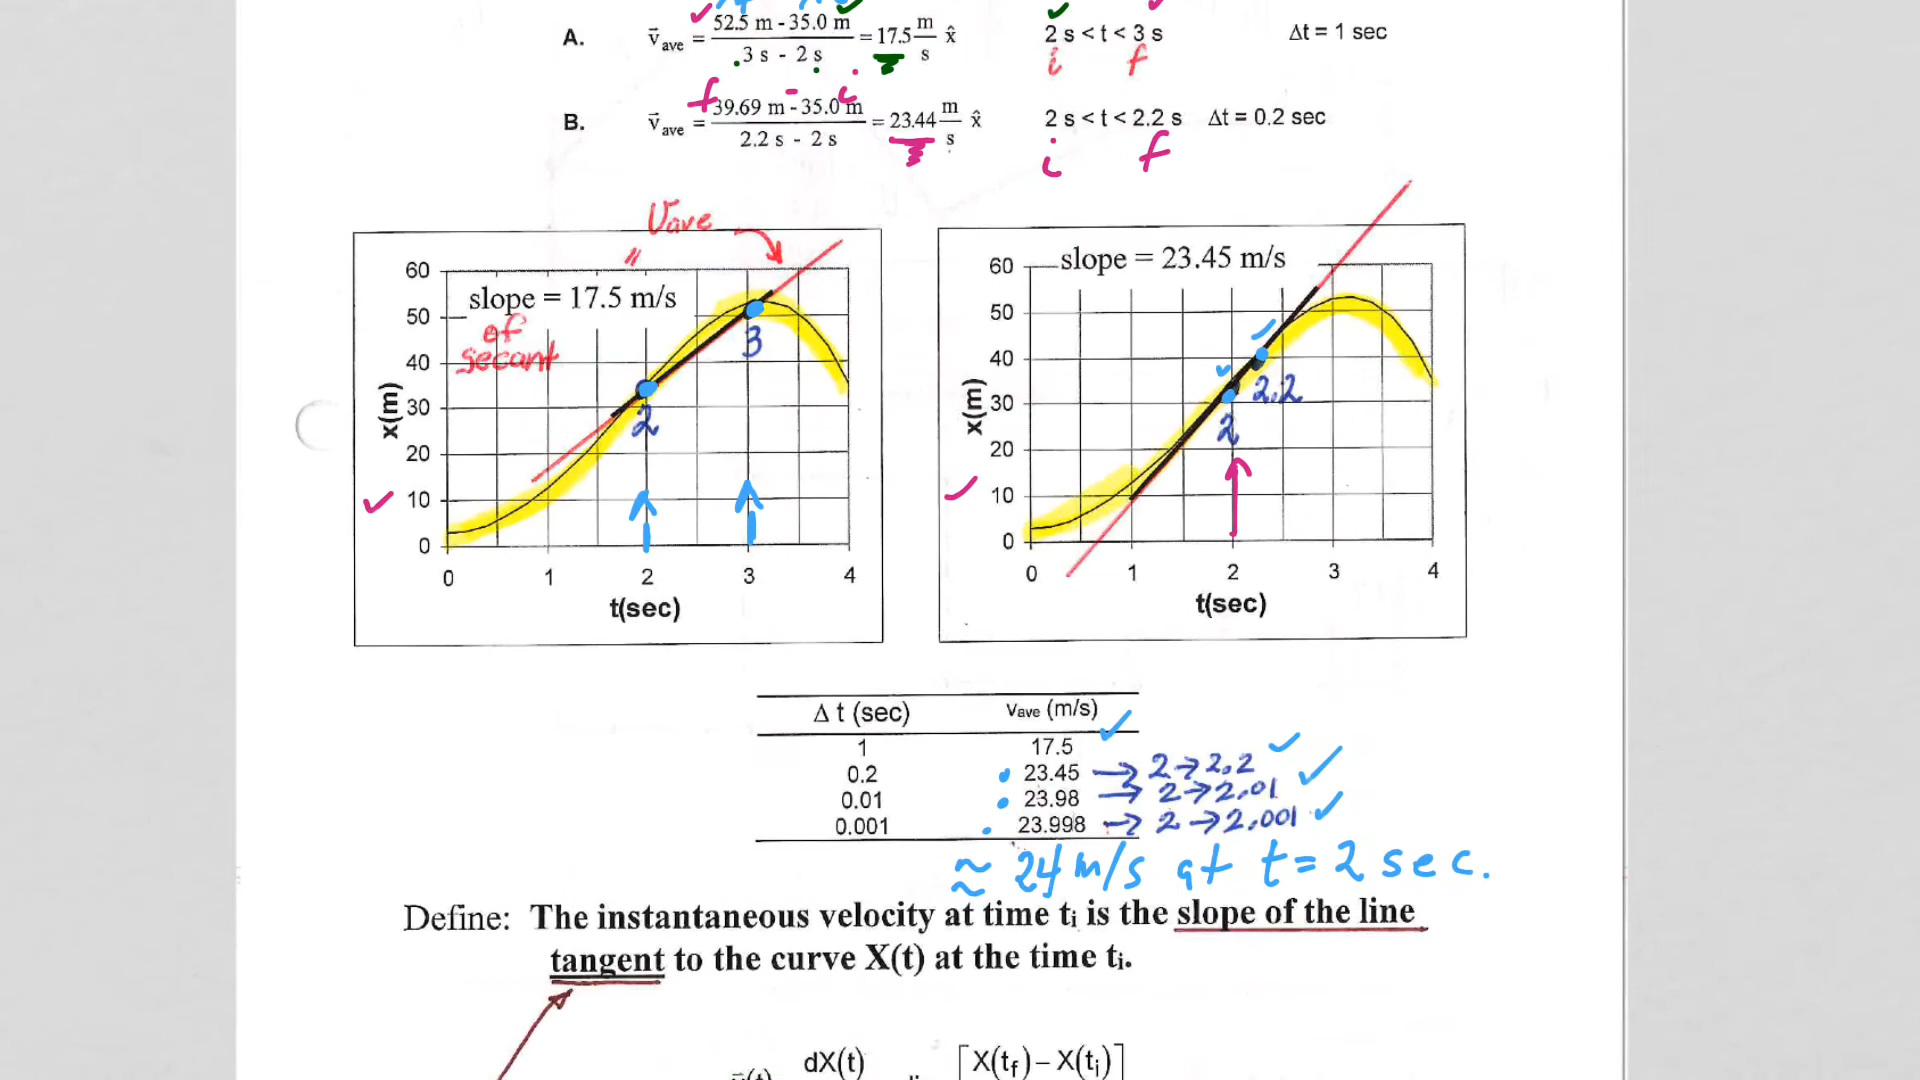 A. v⃗ave = (52.5 m - 35.0 m)/(3 s - 2 s) = 17.5 m/s x̂ 2 s < t < 3 s Δt = 1 sec
i f
f - i
B. v⃗ave = (39.69 m - 35.0 m)/(2.2 s - 2 s) = 23.44 m/s x̂ 2 s < t < 2.2 s Δt = 0.2 sec
i f
Vave
"
slope = 17.5 m/s
of
secant
60
50
40
30
20
10
0
x(m)
2
3
0 1 2 3 4
t(sec)
slope = 23.45 m/s
60
50
40
30
20
10
0
x(m)
2
2.2
0 1 2 3 4
t(sec)
Δ t (sec) Vave (m/s)
1 17.5
0.2 23.45 → 2→2.2
0.01 23.98 → 2→2.01
0.001 23.998 → 2→2.001
≈ 24 m/s at t = 2 sec.
Define: The instantaneous velocity at time tᵢ is the slope of the line
tangent to the curve X(t) at the time tᵢ.
dX(t) [X(tf) – X(ti)]